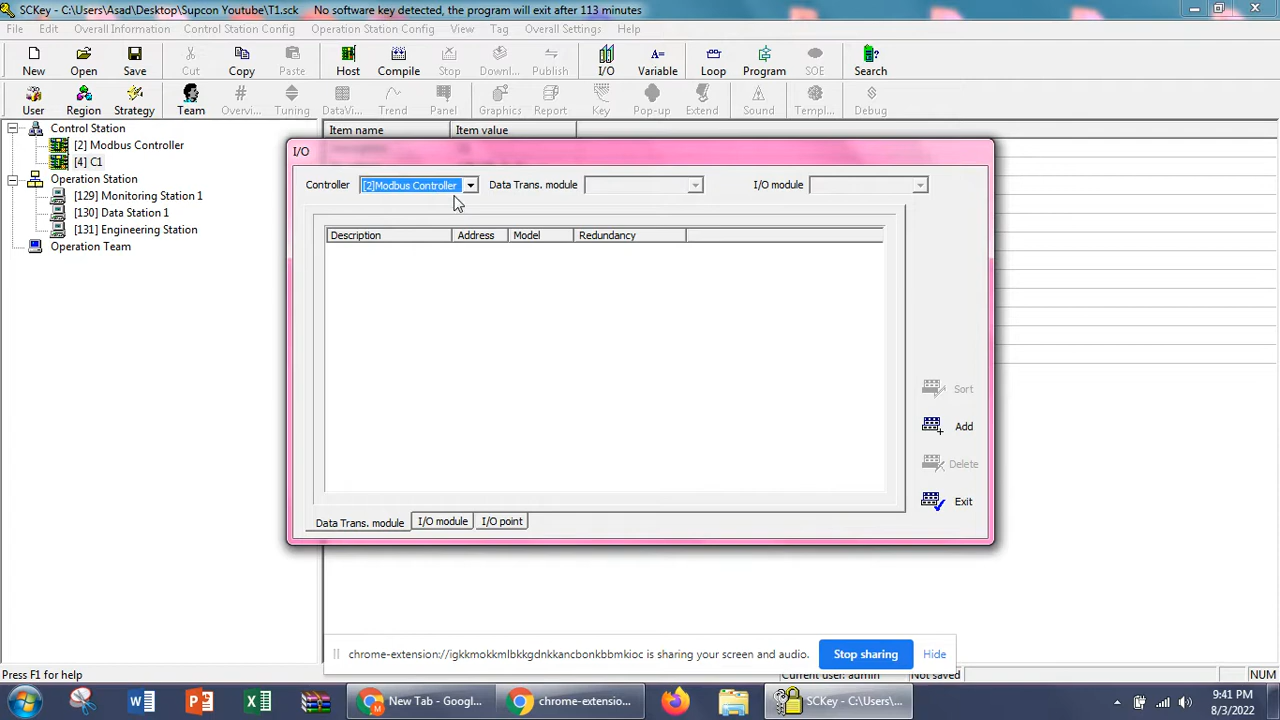 SCKey - C:\Users\Asad\Desktop\Supcon Youtube\T1.sck No software key detected, the program will exit after 113 minutes
File Edit Overall Information Control Station Config Operation Station Config View Tag Overall Settings Help
New Open Save Cut Copy Paste Host Compile Stop Downl... Publish I/O Variable Loop Program SOE Search
User Region Strategy Team Overvi... Tuning DataVi... Trend Panel Graphics Report Key Pop-up Extend Sound Templ... Debug
Control Station
[2] Modbus Controller
[4] C1
Operation Station
[129] Monitoring Station 1
[130] Data Station 1
[131] Engineering Station
Operation Team
Item name Item value
I/O
Controller [2]Modbus Controller Data Trans. module I/O module
Description Address Model Redundancy
Sort
Add
Delete
Exit
Data Trans. module I/O module I/O point
chrome-extension://igkkmokkmlbkkgdnkkancbonkbbmkioc is sharing your screen and audio. Stop sharing Hide
Press F1 for help Current user: admin Not saved NUM
New Tab - Googl... chrome-extensio... SCKey - C:\Users\...
9:41 PM
8/3/2022